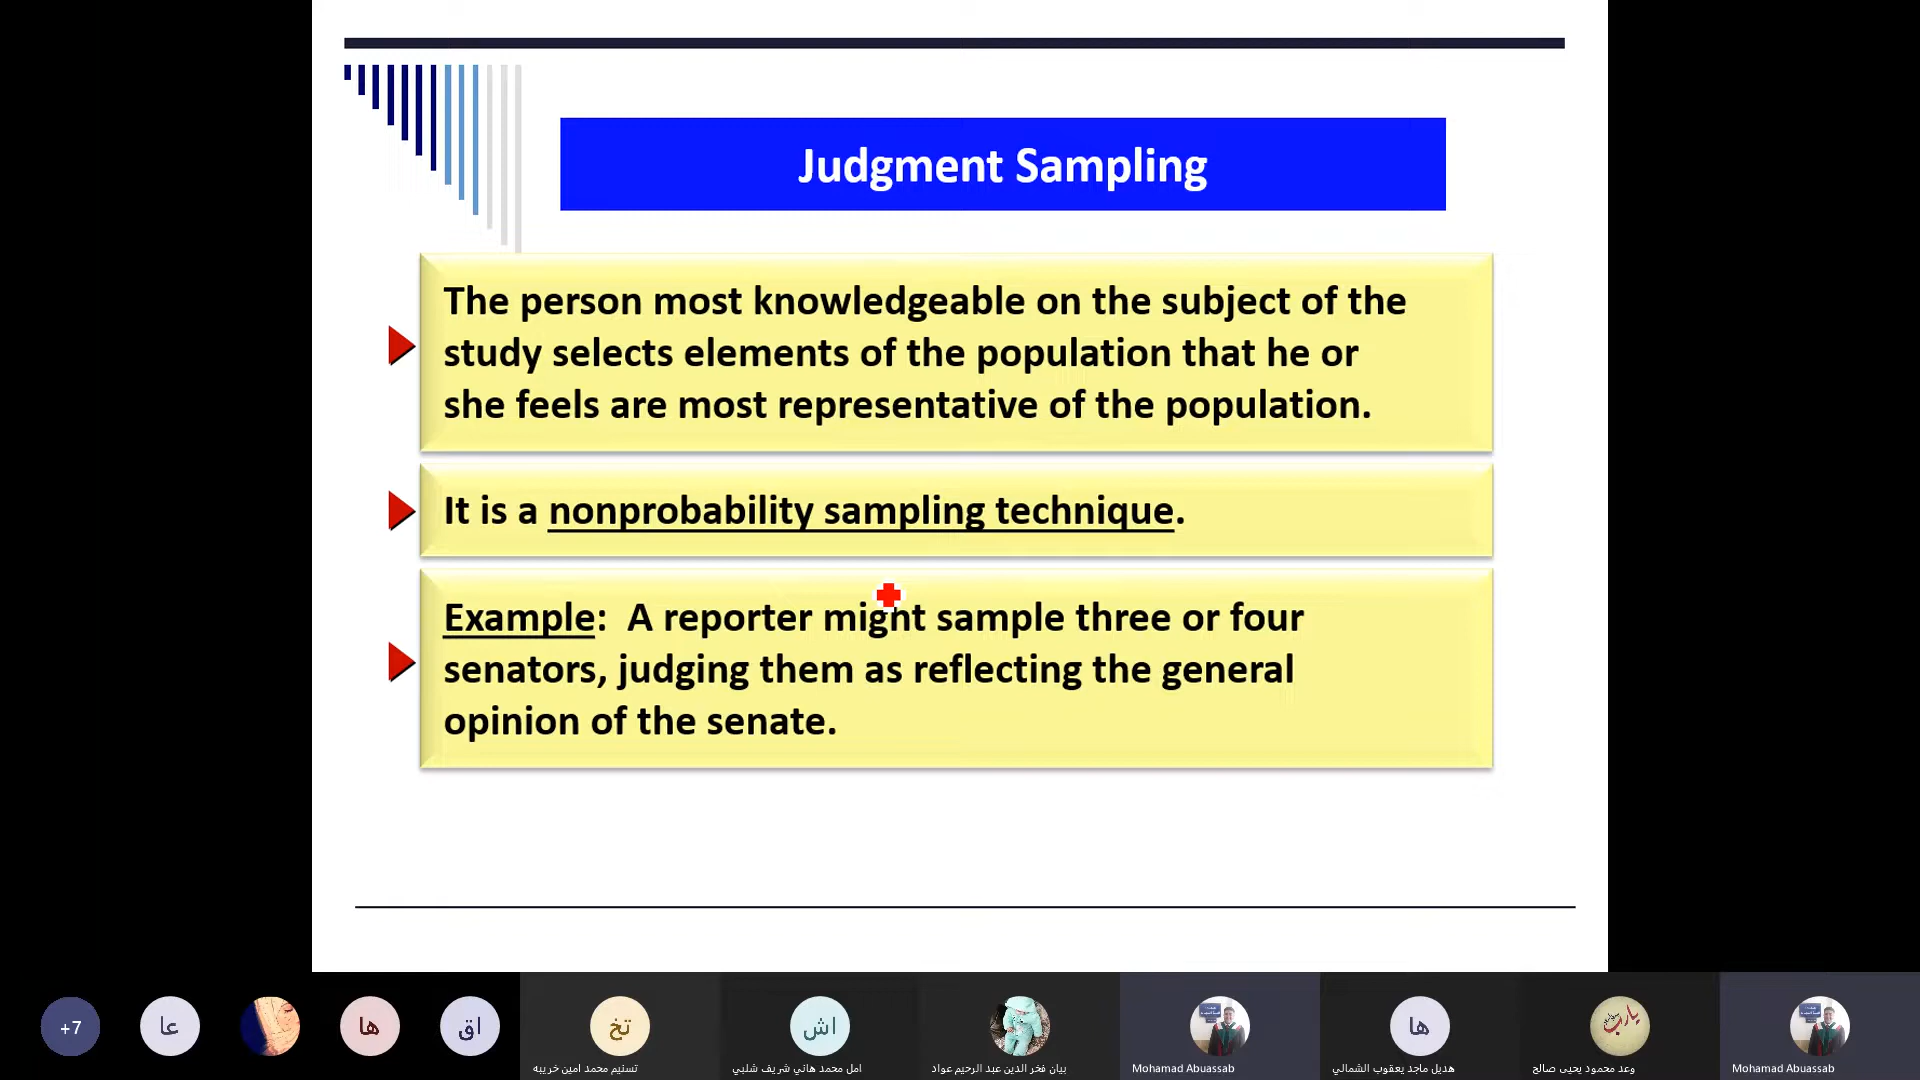 Judgment Sampling
The person most knowledgeable on the subject of the
study selects elements of the population that he or
she feels are most representative of the population.
It is a nonprobability sampling technique.
Example: A reporter might sample three or four
senators, judging them as reflecting the general
opinion of the senate.
+7
عا
ها
اق
تخ
اش
ها
يارب
تسنيم محمد امين خريبه
امل محمد هاني شريف شلبي
بيان فخر الدين عبد الرحيم عواد
Mohamad Abuassab
هديل ماجد يعقوب الشمالي
وعد محمود يحيى صالح
Mohamad Abuassab